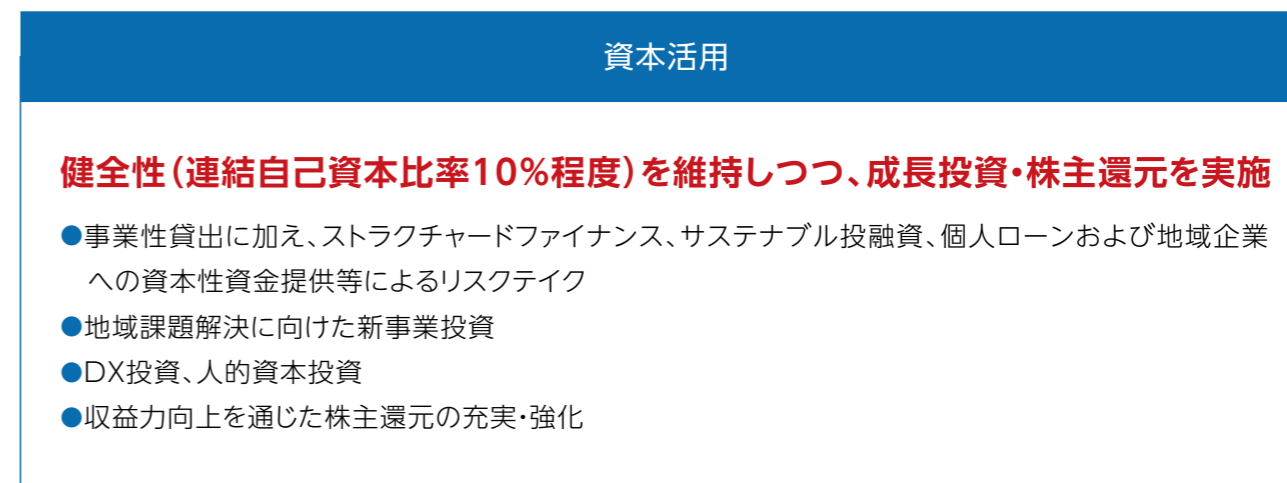 資本活用
健全性（連結自己資本比率10%程度）を維持しつつ、成長投資・株主還元を実施
●事業性貸出に加え、ストラクチャードファイナンス、サステナブル投融資、個人ローンおよび地域企業
への資本性資金提供等によるリスクテイク
●地域課題解決に向けた新事業投資
●DX投資、人的資本投資
●収益力向上を通じた株主還元の充実・強化